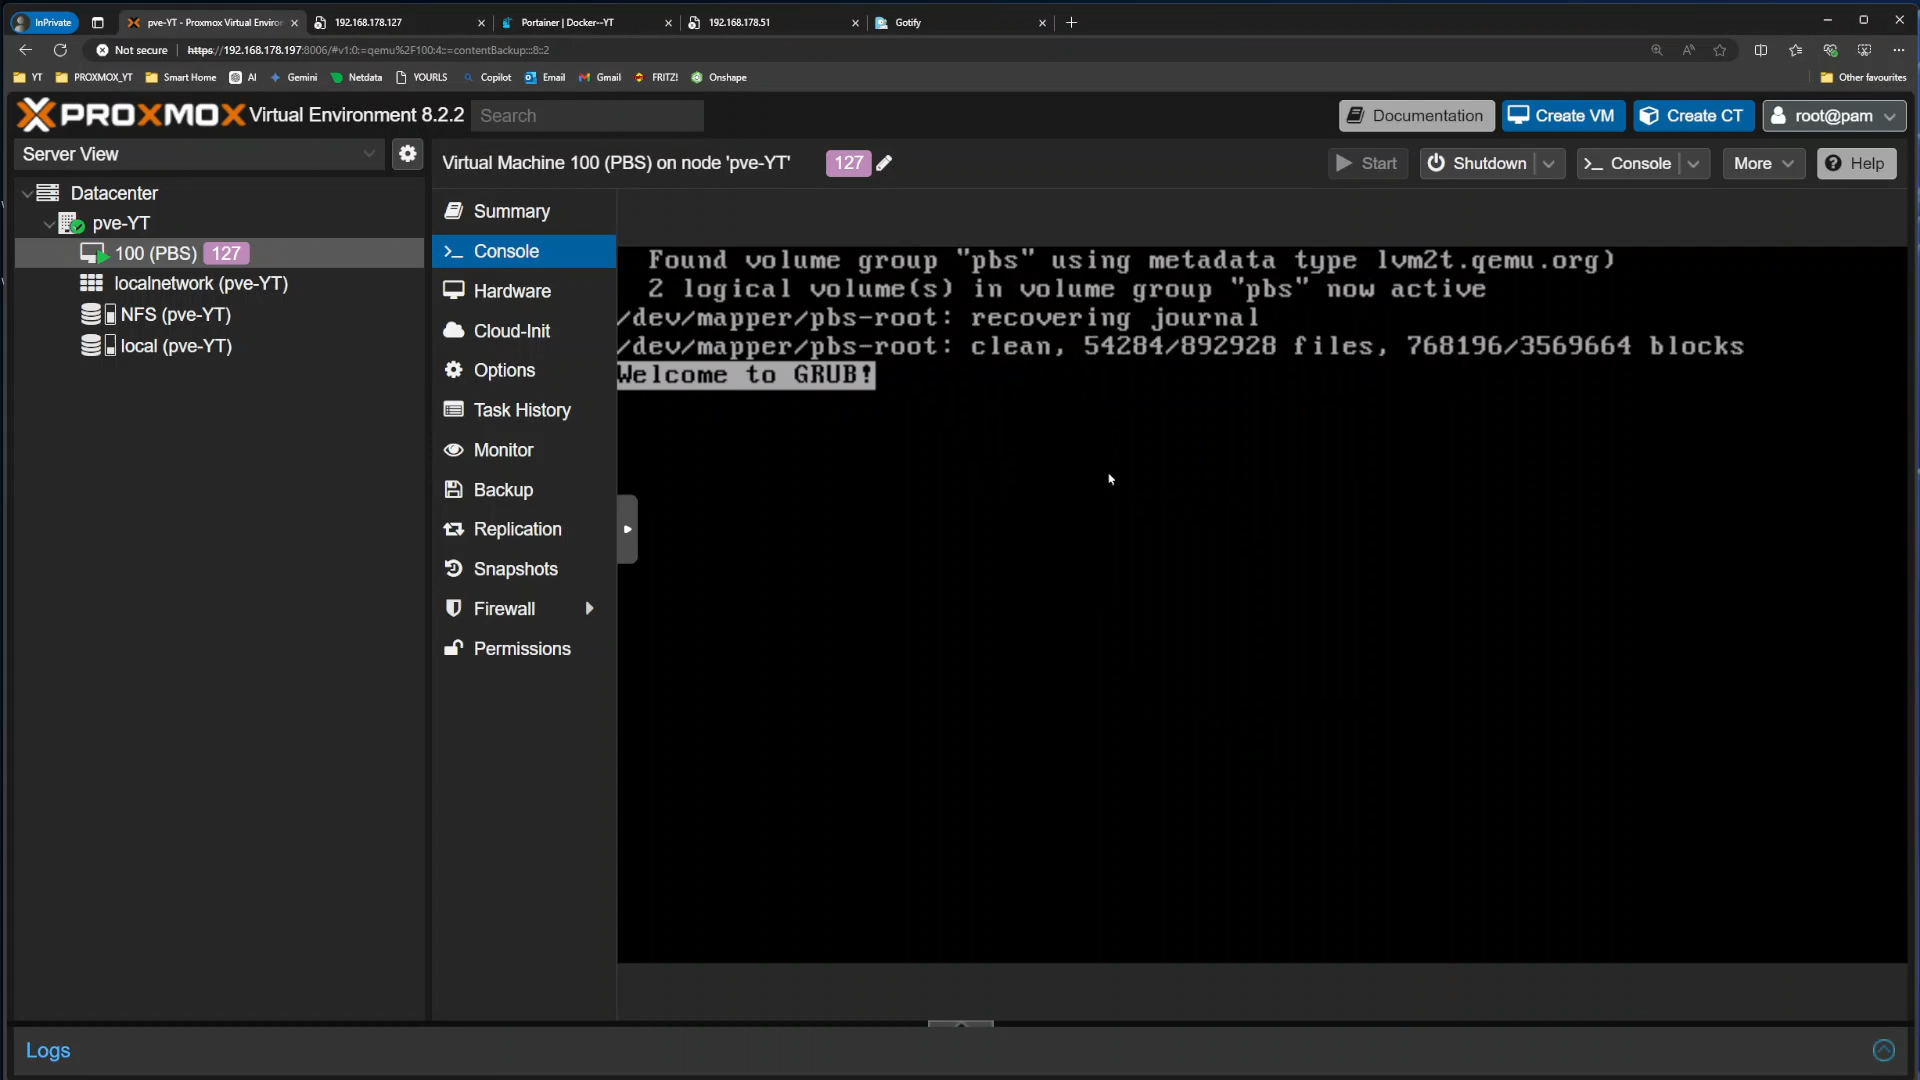 InPrivate
pve-YT - Proxmox Virtual Enviror
192.168.178.127
Portainer | Docker--YT
192.168.178.51
Gotify
Not secure
https://192.168.178.197:8006/#v1:0:=qemu%2F100:4:=contentBackup:::8::2
YT
PROXMOX_YT
Smart Home
AI
Gemini
Netdata
YOURLS
Copilot
Email
Gmail
FRITZ!
Onshape
Other favourites
PROXMOX Virtual Environment 8.2.2
Search
Documentation
Create VM
Create CT
root@pam
Server View
Virtual Machine 100 (PBS) on node 'pve-YT'
127
Start
Shutdown
Console
More
Help
Datacenter
pve-YT
100 (PBS) 127
localnetwork (pve-YT)
NFS (pve-YT)
local (pve-YT)
Summary
Console
Hardware
Cloud-Init
Options
Task History
Monitor
Backup
Replication
Snapshots
Firewall
Permissions
Found volume group "pbs" using metadata type lvm2t.qemu.org)
2 logical volume(s) in volume group "pbs" now active
/dev/mapper/pbs-root: recovering journal
/dev/mapper/pbs-root: clean, 54284/892928 files, 768196/3569664 blocks
Welcome to GRUB!
Logs